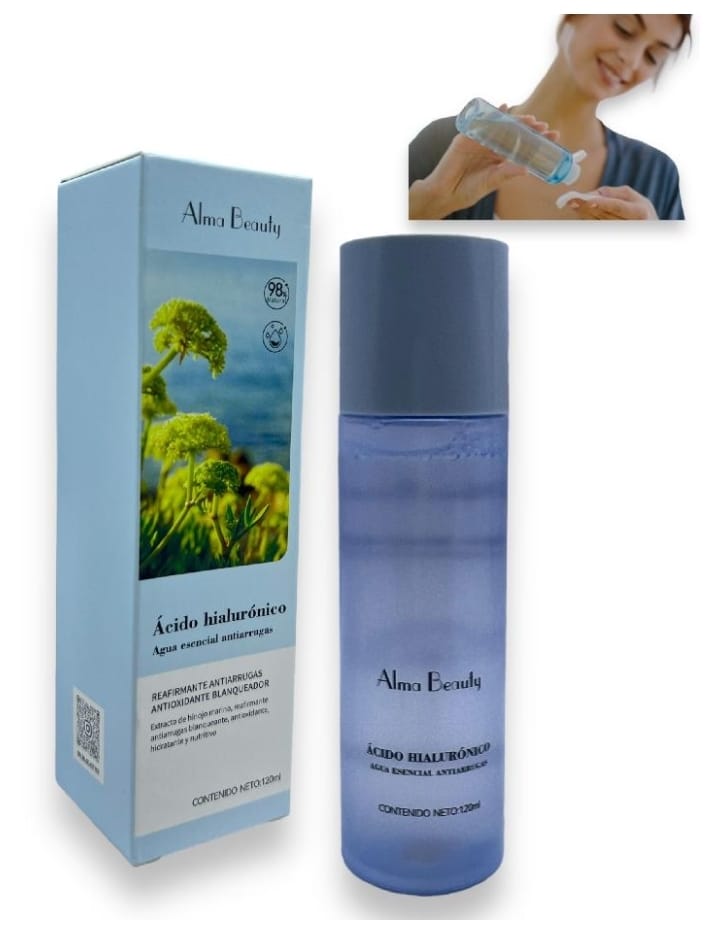 Alma Beauty
98%
Natural
Ácido hialurónico
Agua esencial antiarrugas
REAFIRMANTE ANTIARRUGAS
ANTIOXIDANTE BLANQUEADOR
Extracto de hinojo marino, reafirmante
antiarrugas blanqueante, antioxidante,
hidratante y nutritivo
CONTENIDO NETO:120ml
Alma Beauty
ÁCIDO HIALURÓNICO
AGUA ESENCIAL ANTIARRUGAS
CONTENIDO NETO:120ml